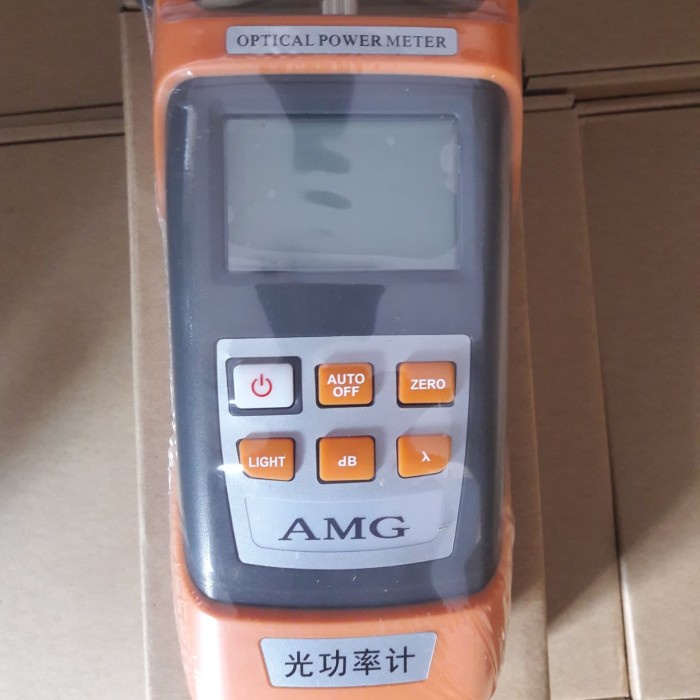 OPTICAL POWER METER
AUTO OFF
ZERO
LIGHT
dB
λ
AMG
光功率计